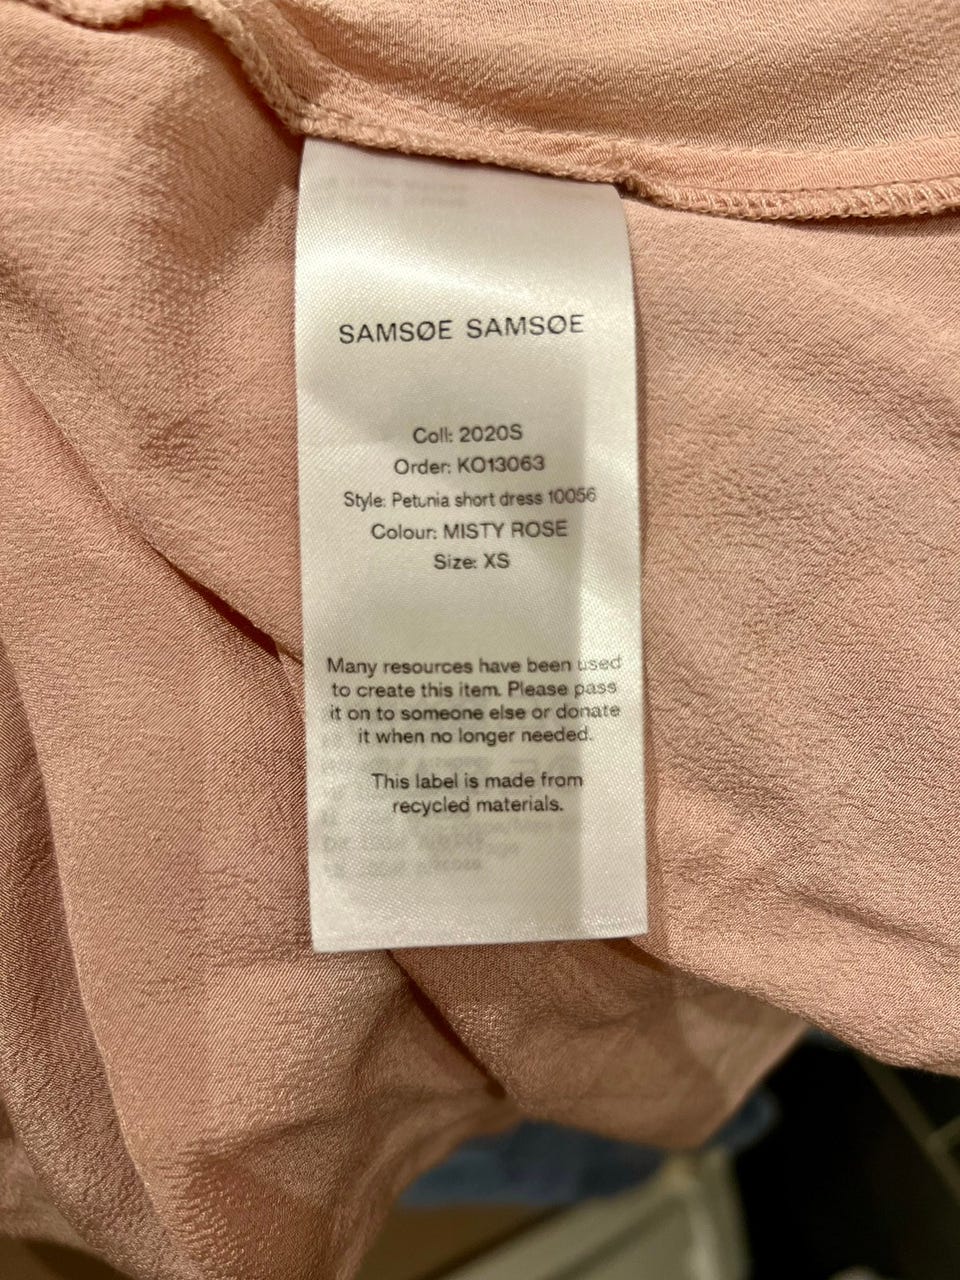 SAMSØE SAMSØE
Coll: 2020S
Order: KO13063
Style: Petunia short dress 10056
Colour: MISTY ROSE
Size: XS
Many resources have been used
to create this item. Please pass
it on to someone else or donate
it when no longer needed.
This label is made from
recycled materials.